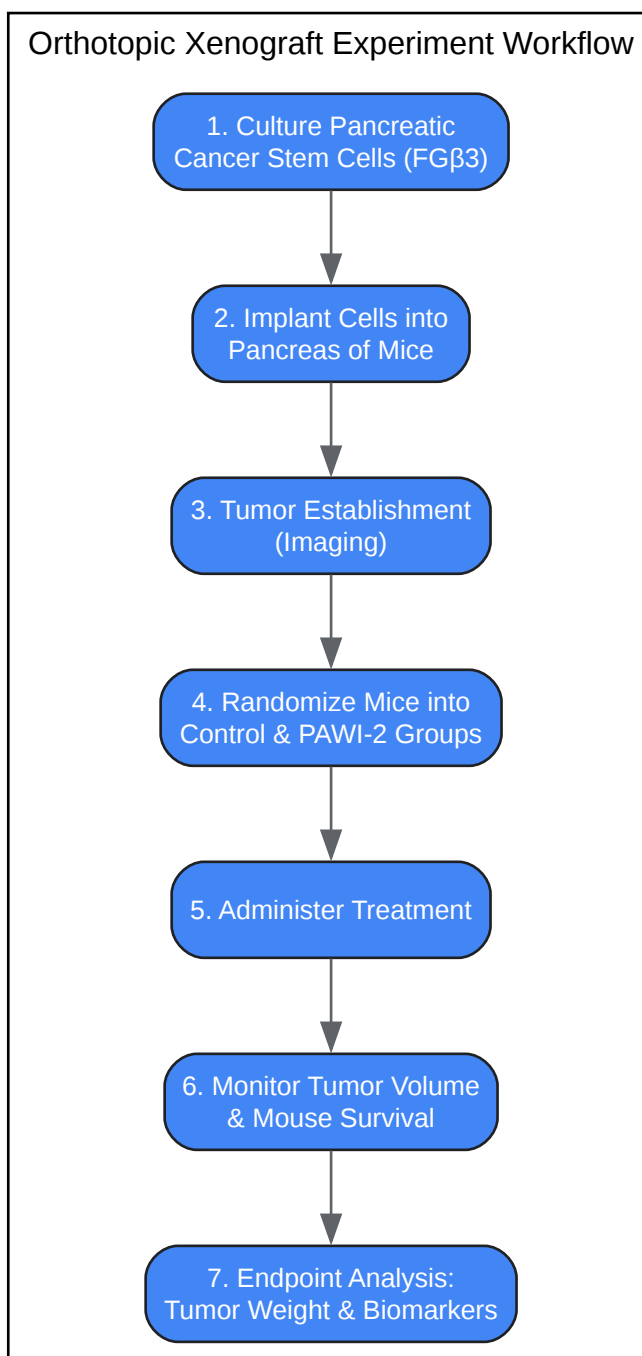 Orthotopic Xenograft Experiment Workflow
1. Culture Pancreatic
Cancer Stem Cells (FGβ3)
2. Implant Cells into
Pancreas of Mice
3. Tumor Establishment
(Imaging)
4. Randomize Mice into
Control & PAWI-2 Groups
5. Administer Treatment
6. Monitor Tumor Volume
& Mouse Survival
7. Endpoint Analysis:
Tumor Weight & Biomarkers